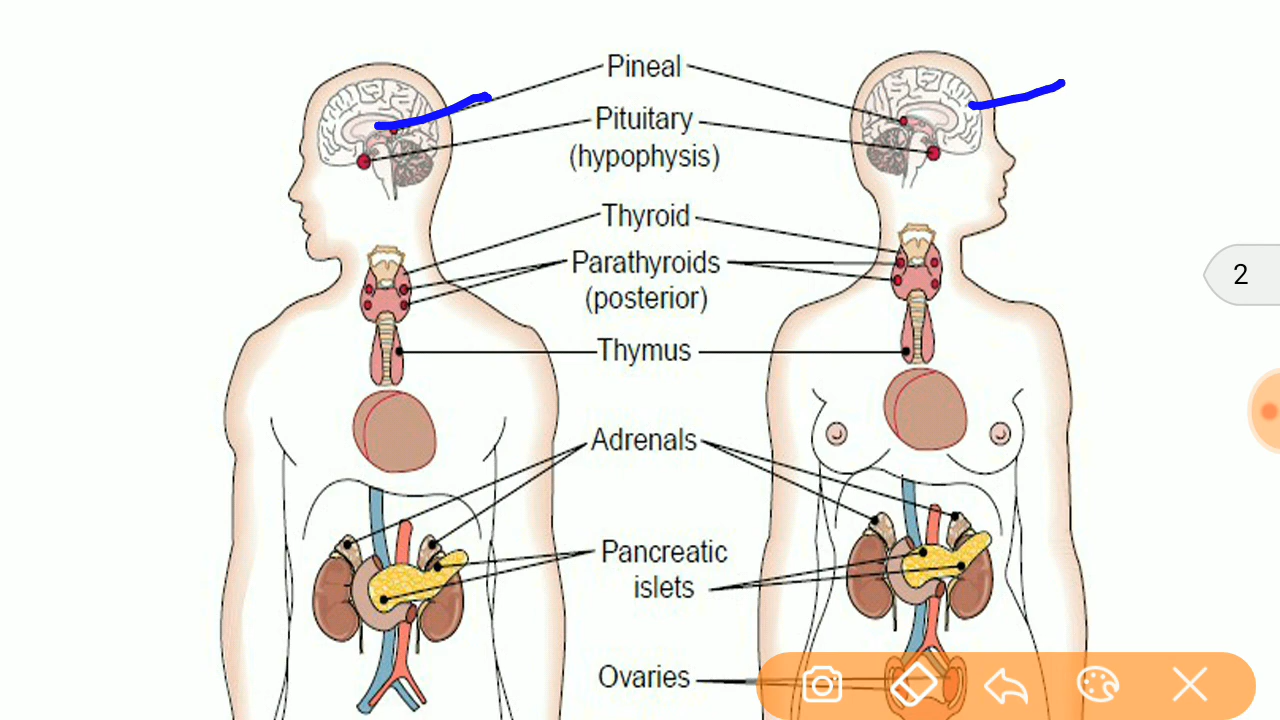 Pineal
Pituitary
(hypophysis)
Thyroid
Parathyroids
(posterior)
Thymus
Adrenals
Pancreatic
islets
Ovaries
2